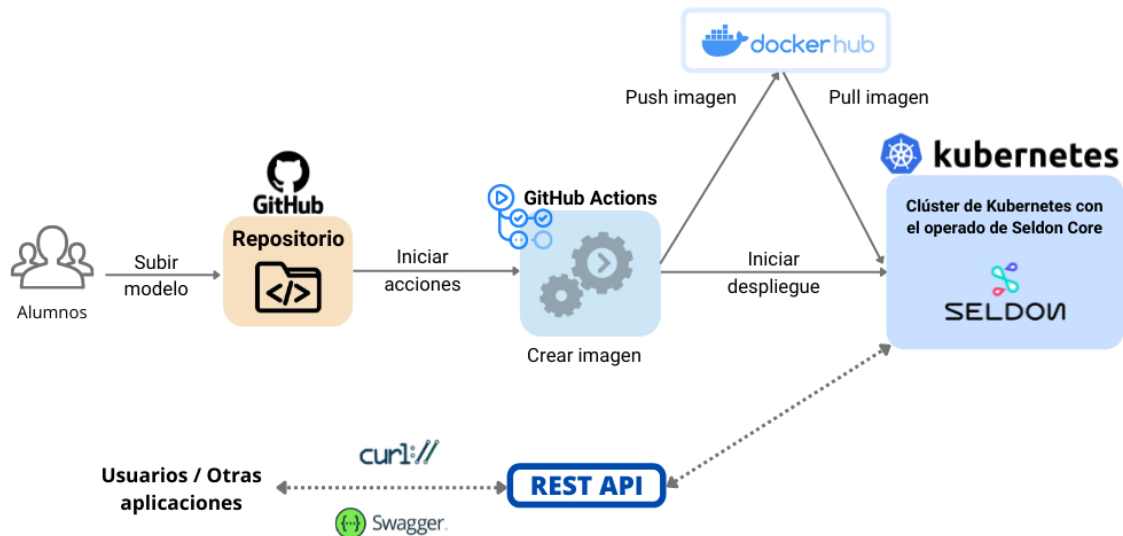 docker hub
Push imagen
Pull imagen
kubernetes
GitHub
GitHub Actions
Clúster de Kubernetes con
el operado de Seldon Core
Repositorio
Subir
modelo
Iniciar
acciones
Iniciar
despliegue
</>
SELDON
Alumnos
Crear imagen
curl://
Usuarios / Otras
aplicaciones
REST API
{···} Swagger.